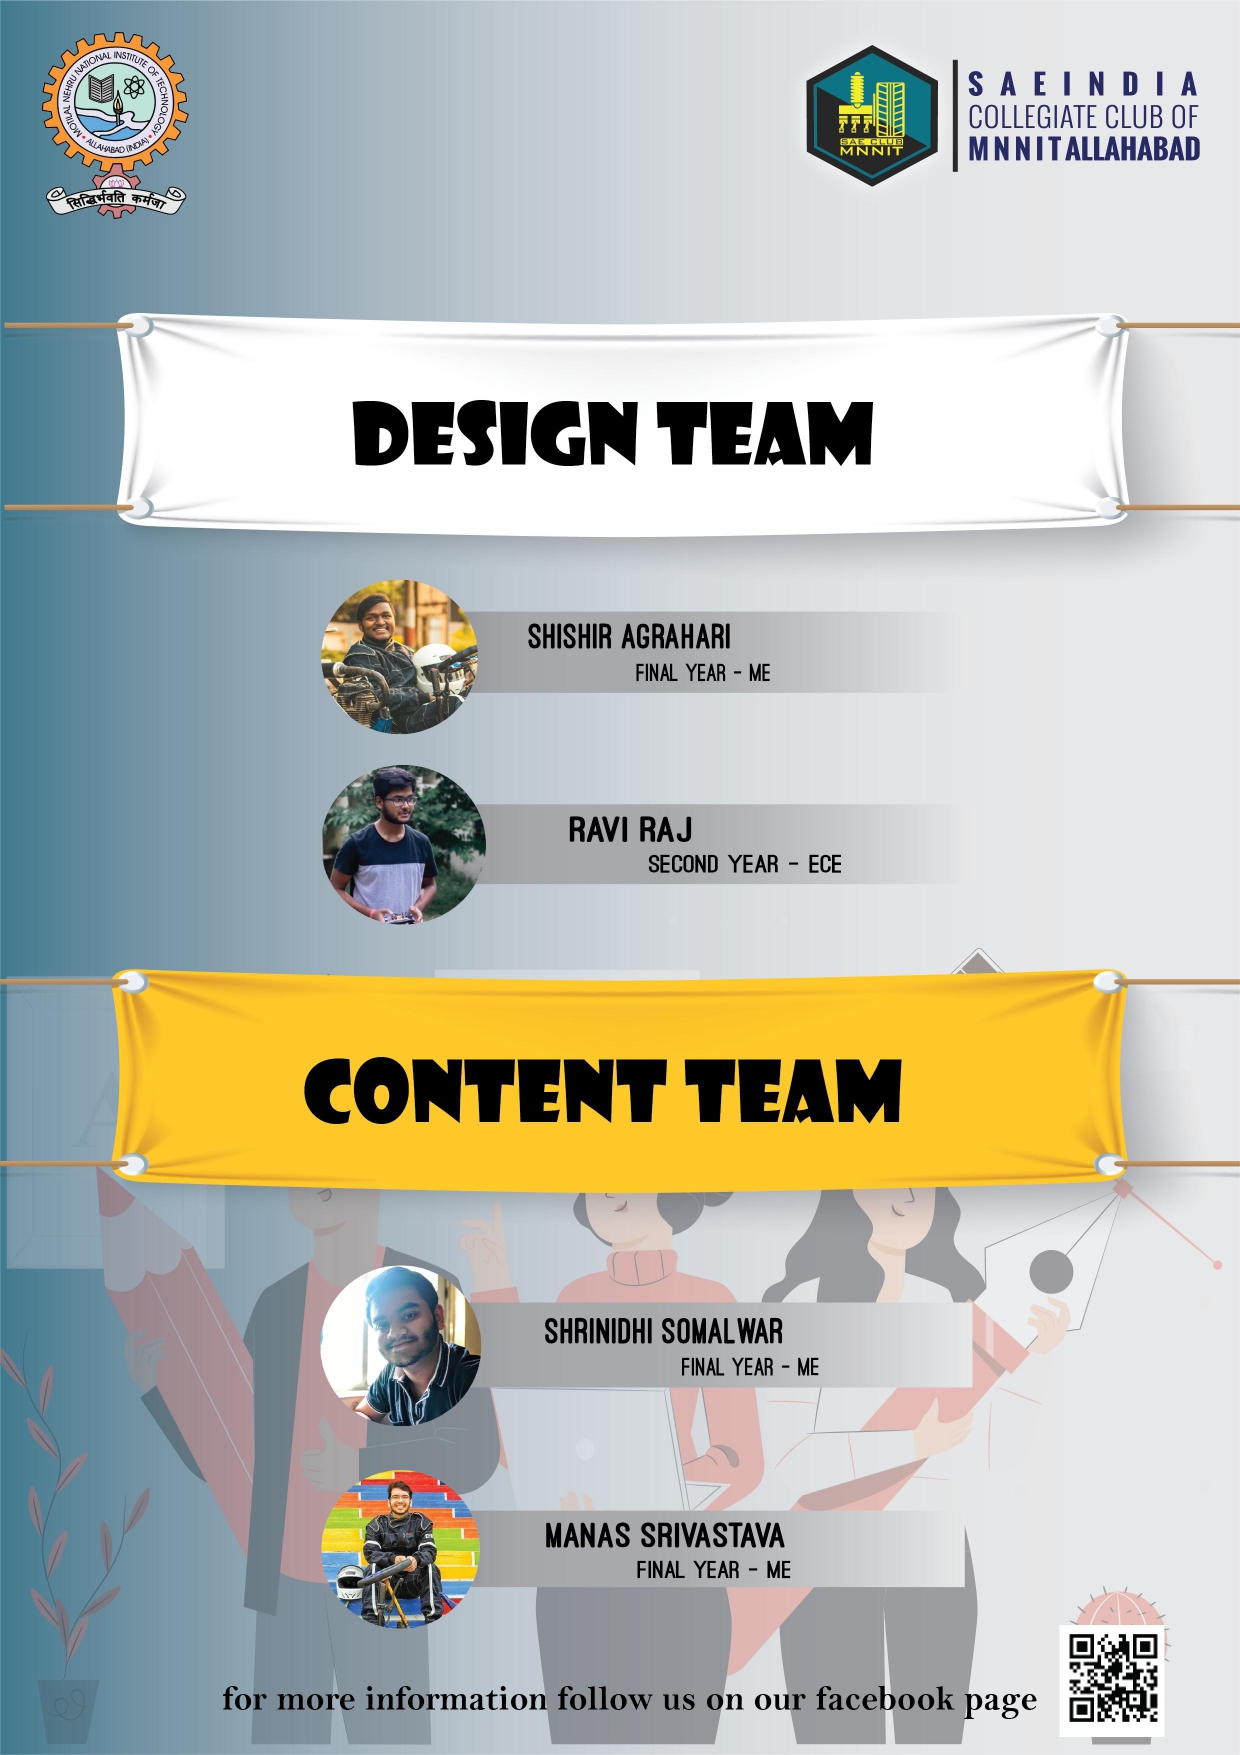 MOTILAL NEHRU NATIONAL INSTITUTE OF TECHNOLOGY
ALLAHABAD (INDIA)
सिद्धिर्भवति कर्मजा
SAE CLUB
MNNIT
SAEINDIA
COLLEGIATE CLUB OF
MNNIT ALLAHABAD
DESIGN TEAM
SHISHIR AGRAHARI
FINAL YEAR - ME
RAVI RAJ
SECOND YEAR - ECE
CONTENT TEAM
A
SHRINIDHI SOMALWAR
FINAL YEAR - ME
MANAS SRIVASTAVA
FINAL YEAR - ME
for more information follow us on our facebook page